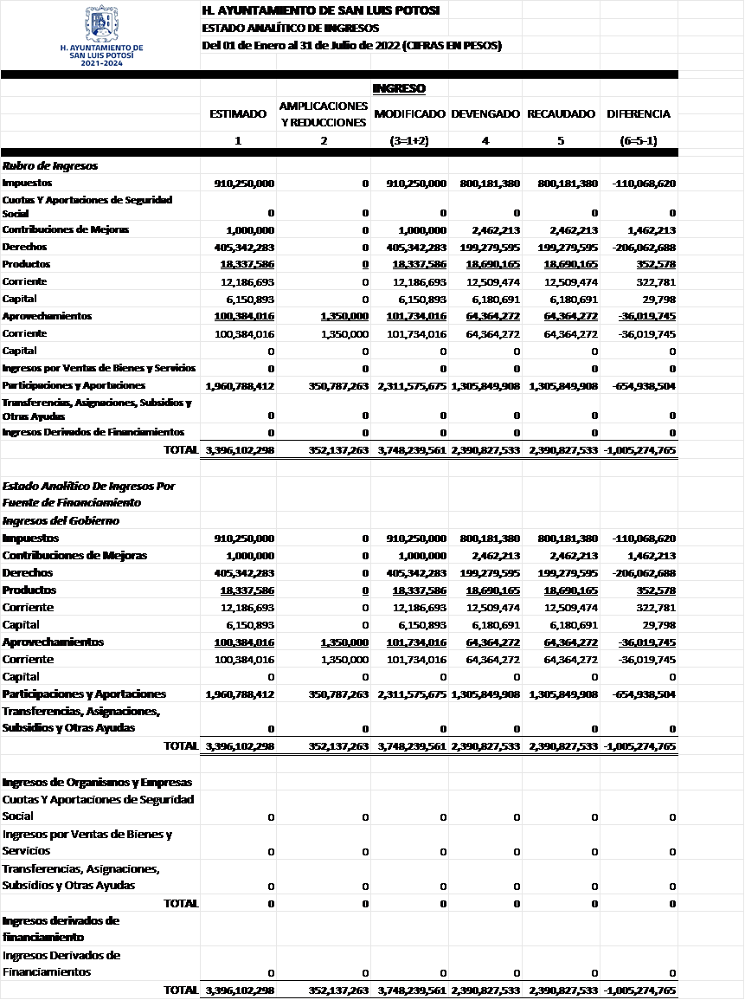 H. AYUNTAMIENTO DE SAN LUIS POTOSI
ESTADO ANALÍTICO DE INGRESOS
Del 01 de Enero al 31 de Julio de 2022 (CIFRAS EN PESOS)
H. AYUNTAMIENTO DE
SAN LUIS POTOSÍ
2021-2024
INGRESO
ESTIMADO AMPLICACIONES Y REDUCCIONES MODIFICADO DEVENGADO RECAUDADO DIFERENCIA
1 2 (3=1+2) 4 5 (6=5-1)
Rubro de Ingresos
Impuestos 910,250,000 0 910,250,000 800,181,380 800,181,380 -110,068,620
Cuotas Y Aportaciones de Seguridad
Social 0 0 0 0 0 0
Contribuciones de Mejoras 1,000,000 0 1,000,000 2,462,213 2,462,213 1,462,213
Derechos 405,342,283 0 405,342,283 199,279,595 199,279,595 -206,062,688
Productos 18,337,586 0 18,337,586 18,690,165 18,690,165 352,578
Corriente 12,186,693 0 12,186,693 12,509,474 12,509,474 322,781
Capital 6,150,893 0 6,150,893 6,180,691 6,180,691 29,798
Aprovechamientos 100,384,016 1,350,000 101,734,016 64,364,272 64,364,272 -36,019,745
Corriente 100,384,016 1,350,000 101,734,016 64,364,272 64,364,272 -36,019,745
Capital 0 0 0 0 0 0
Ingresos por Ventas de Bienes y Servicios 0 0 0 0 0 0
Participaciones y Aportaciones 1,960,788,412 350,787,263 2,311,575,675 1,305,849,908 1,305,849,908 -654,938,504
Transferencias, Asignaciones, Subsidios y
Otras Ayudas 0 0 0 0 0 0
Ingresos Derivados de Financiamientos 0 0 0 0 0 0
TOTAL 3,396,102,298 352,137,263 3,748,239,561 2,390,827,533 2,390,827,533 -1,005,274,765
Estado Analítico De Ingresos Por
Fuente de Financiamiento
Ingresos del Gobierno
Impuestos 910,250,000 0 910,250,000 800,181,380 800,181,380 -110,068,620
Contribuciones de Mejoras 1,000,000 0 1,000,000 2,462,213 2,462,213 1,462,213
Derechos 405,342,283 0 405,342,283 199,279,595 199,279,595 -206,062,688
Productos 18,337,586 0 18,337,586 18,690,165 18,690,165 352,578
Corriente 12,186,693 0 12,186,693 12,509,474 12,509,474 322,781
Capital 6,150,893 0 6,150,893 6,180,691 6,180,691 29,798
Aprovechamientos 100,384,016 1,350,000 101,734,016 64,364,272 64,364,272 -36,019,745
Corriente 100,384,016 1,350,000 101,734,016 64,364,272 64,364,272 -36,019,745
Capital 0 0 0 0 0 0
Participaciones y Aportaciones 1,960,788,412 350,787,263 2,311,575,675 1,305,849,908 1,305,849,908 -654,938,504
Transferencias, Asignaciones,
Subsidios y Otras Ayudas 0 0 0 0 0 0
TOTAL 3,396,102,298 352,137,263 3,748,239,561 2,390,827,533 2,390,827,533 -1,005,274,765
Ingresos de Organismos y Empresas
Cuotas Y Aportaciones de Seguridad
Social 0 0 0 0 0 0
Ingresos por Ventas de Bienes y
Servicios 0 0 0 0 0 0
Transferencias, Asignaciones,
Subsidios y Otras Ayudas 0 0 0 0 0 0
TOTAL 0 0 0 0 0 0
Ingresos derivados de
financiamiento
Ingresos Derivados de
Financiamientos 0 0 0 0 0 0
TOTAL 3,396,102,298 352,137,263 3,748,239,561 2,390,827,533 2,390,827,533 -1,005,274,765